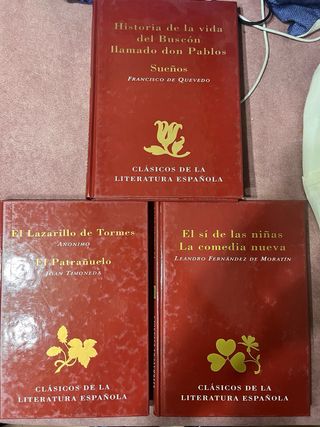 Historia de la vida
del Buscón
llamado don Pablos
Sueños
Francisco de Quevedo
CLÁSICOS DE LA
LITERATURA ESPAÑOLA
El Lazarillo de Tormes
Anónimo
El Patrañuelo
Joan Timoneda
CLÁSICOS DE LA
LITERATURA ESPAÑOLA
El sí de las niñas
La comedia nueva
Leandro Fernández de Moratín
CLÁSICOS DE LA
LITERATURA ESPAÑOLA